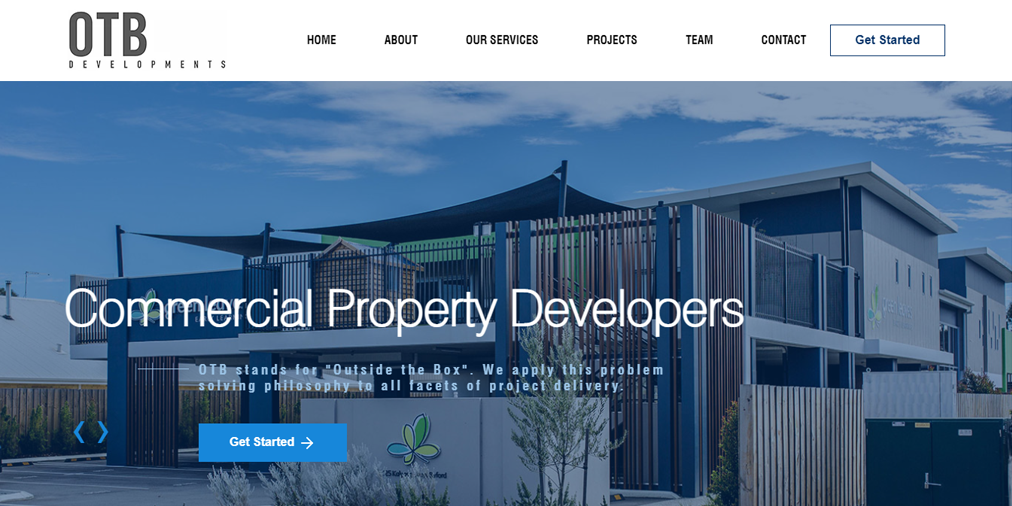 OTB
DEVELOPMENTS
HOME
ABOUT
OUR SERVICES
PROJECTS
TEAM
CONTACT
Get Started
Commercial Property Developers
OTB stands for "Outside the Box". We apply this problem
solving philosophy to all facets of project delivery.
Get Started